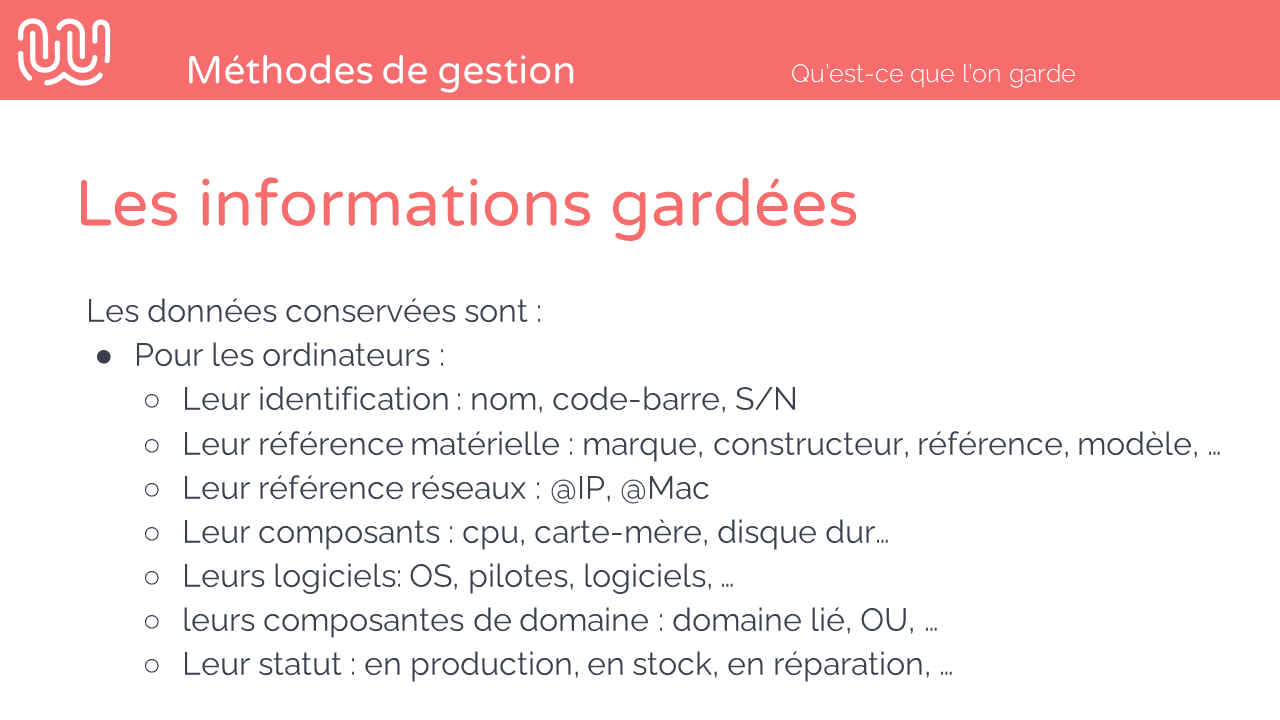 Méthodes de gestion
Qu’est-ce que l’on garde
Les informations gardées
Les données conservées sont :
● Pour les ordinateurs :
○ Leur identification : nom, code-barre, S/N
○ Leur référence matérielle : marque, constructeur, référence, modèle, …
○ Leur référence réseaux : @IP, @Mac
○ Leur composants : cpu, carte-mère, disque dur…
○ Leurs logiciels: OS, pilotes, logiciels, …
○ leurs composantes de domaine : domaine lié, OU, …
○ Leur statut : en production, en stock, en réparation, …